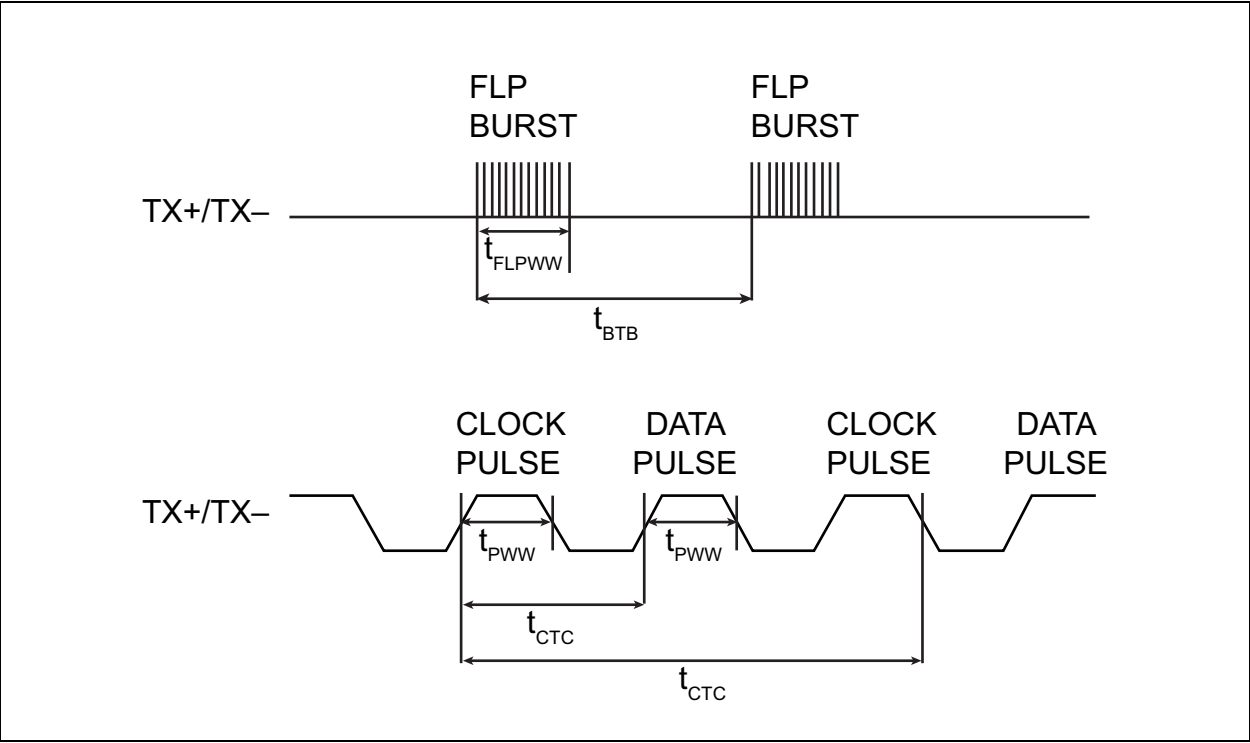 FLP
BURST
FLP
BURST
TX+/TX–
tFLPWW
tBTB
CLOCK
PULSE
DATA
PULSE
CLOCK
PULSE
DATA
PULSE
TX+/TX–
tPWW
tPWW
tCTC
tCTC